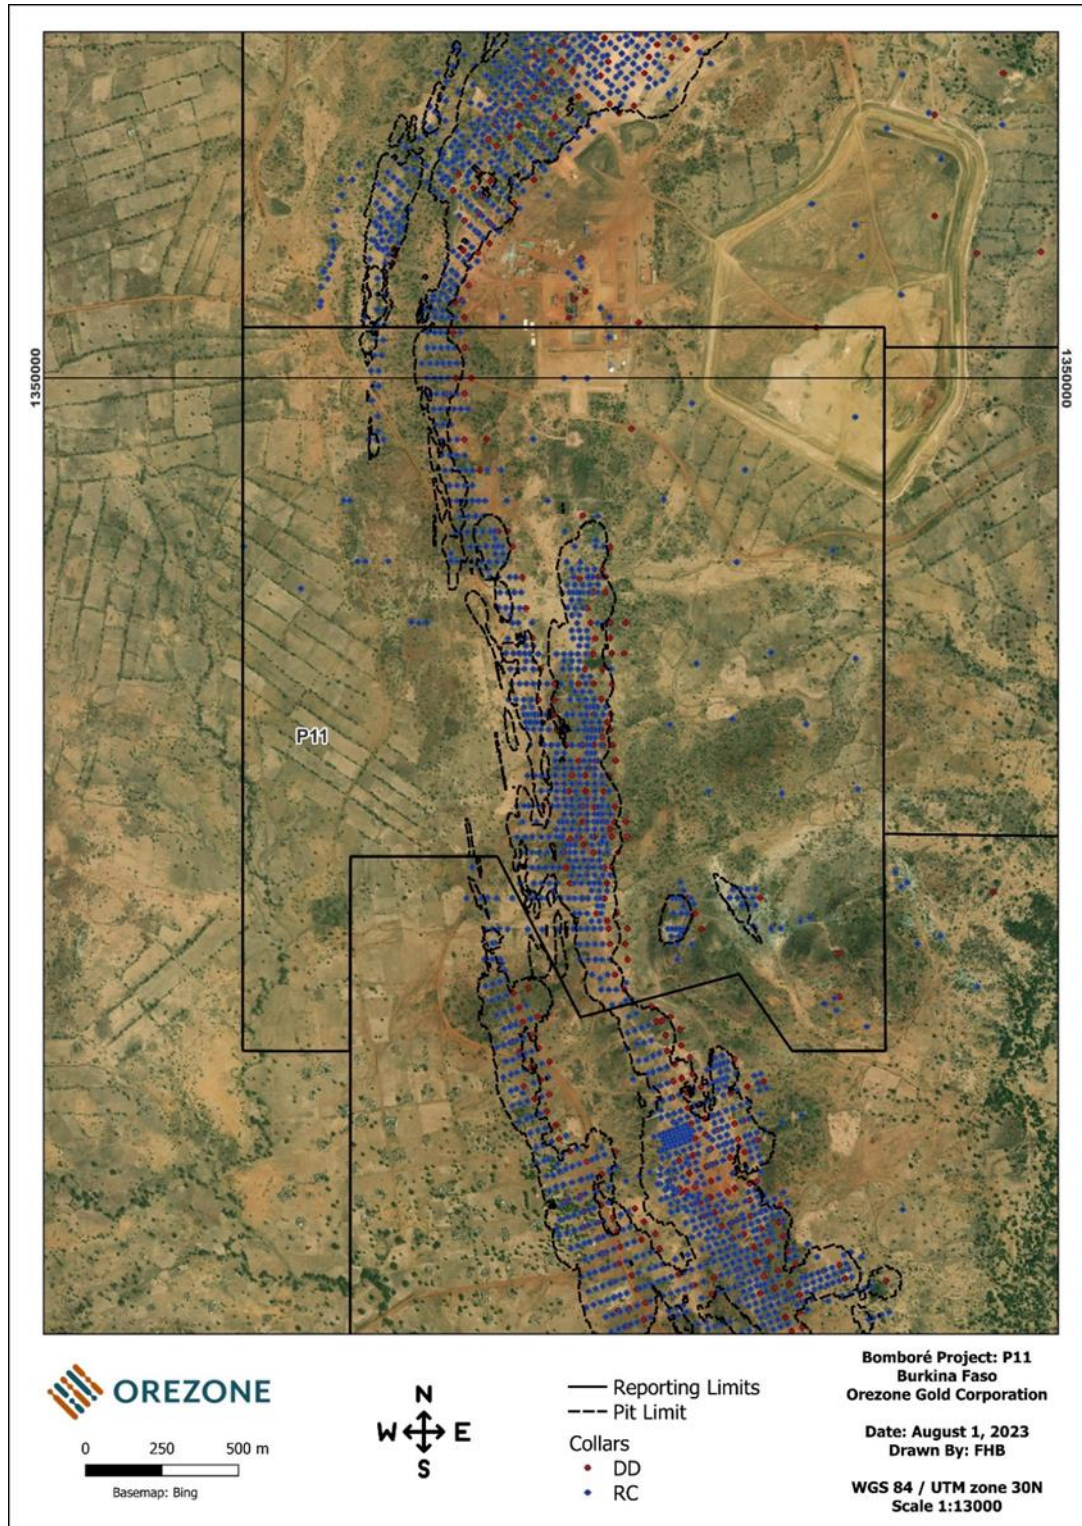 1350000
1350000
P11
OREZONE
0 250 500 m
Basemap: Bing
N
W E
S
Reporting Limits
Pit Limit
Collars
DD
RC
Bomboré Project: P11
Burkina Faso
Orezone Gold Corporation
Date: August 1, 2023
Drawn By: FHB
WGS 84 / UTM zone 30N
Scale 1:13000